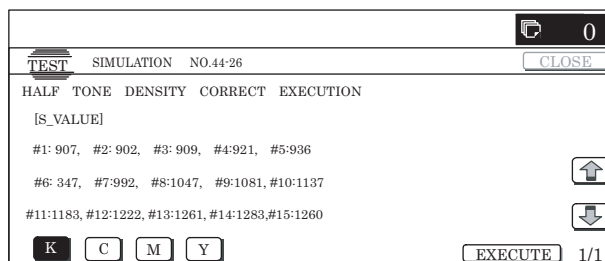 0
TEST SIMULATION NO.44-26 CLOSE
HALF TONE DENSITY CORRECT EXECUTION
[S_VALUE]
#1: 907, #2: 902, #3: 909, #4:921, #5:936
#6: 347, #7:992, #8:1047, #9:1081, #10:1137
#11:1183, #12:1222, #13:1261, #14:1283,#15:1260
K C M Y EXECUTE 1/1